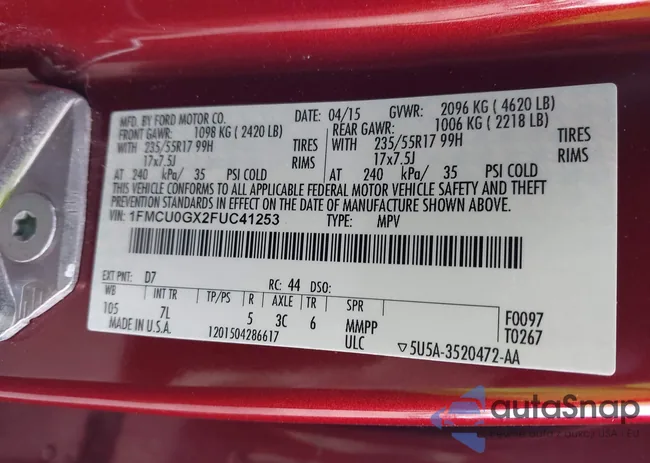 MFD. BY FORD MOTOR CO. DATE: 04/15 GVWR: 2096 KG ( 4620 LB)
FRONT GAWR: 1098 KG ( 2420 LB) REAR GAWR: 1006 KG ( 2218 LB)
WITH 235/55R17 99H TIRES WITH 235/55R17 99H TIRES
17x7.5J RIMS 17x7.5J RIMS
AT 240 kPa/ 35 PSI COLD AT 240 kPa/ 35 PSI COLD
THIS VEHICLE CONFORMS TO ALL APPLICABLE FEDERAL MOTOR VEHICLE SAFETY AND THEFT
PREVENTION STANDARDS IN EFFECT ON THE DATE OF MANUFACTURE SHOWN ABOVE.
VIN: 1FMCU0GX2FUC41253 TYPE: MPV
EXT PNT: D7 RC: 44 DSO:
WB INT TR TP/PS R AXLE TR SPR F0097
105 7L 5 3C 6 MMPP T0267
MADE IN U.S.A. 1201504286617 ULC ▽5U5A-3520472-AA
autaSnap